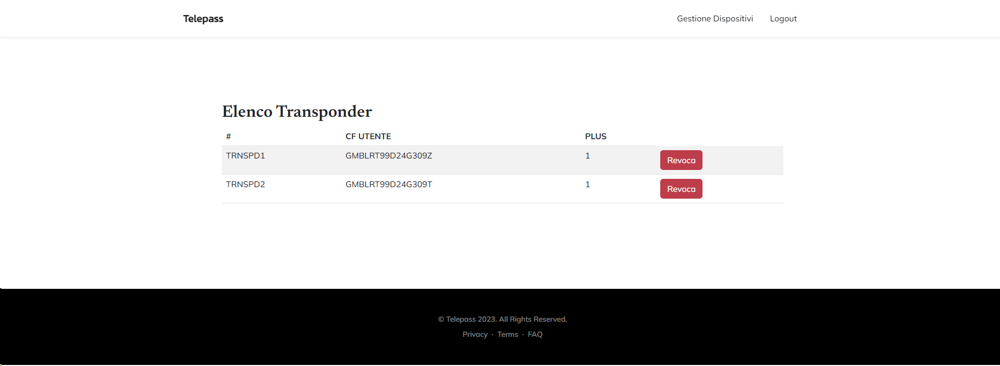 Telepass Gestione Dispositivi Logout
Elenco Transponder
# CF UTENTE PLUS
TRNSPD1 GMBLRT99D24G309Z 1 Revoca
TRNSPD2 GMBLRT99D24G309T 1 Revoca
© Telepass 2023. All Rights Reserved.
Privacy · Terms · FAQ